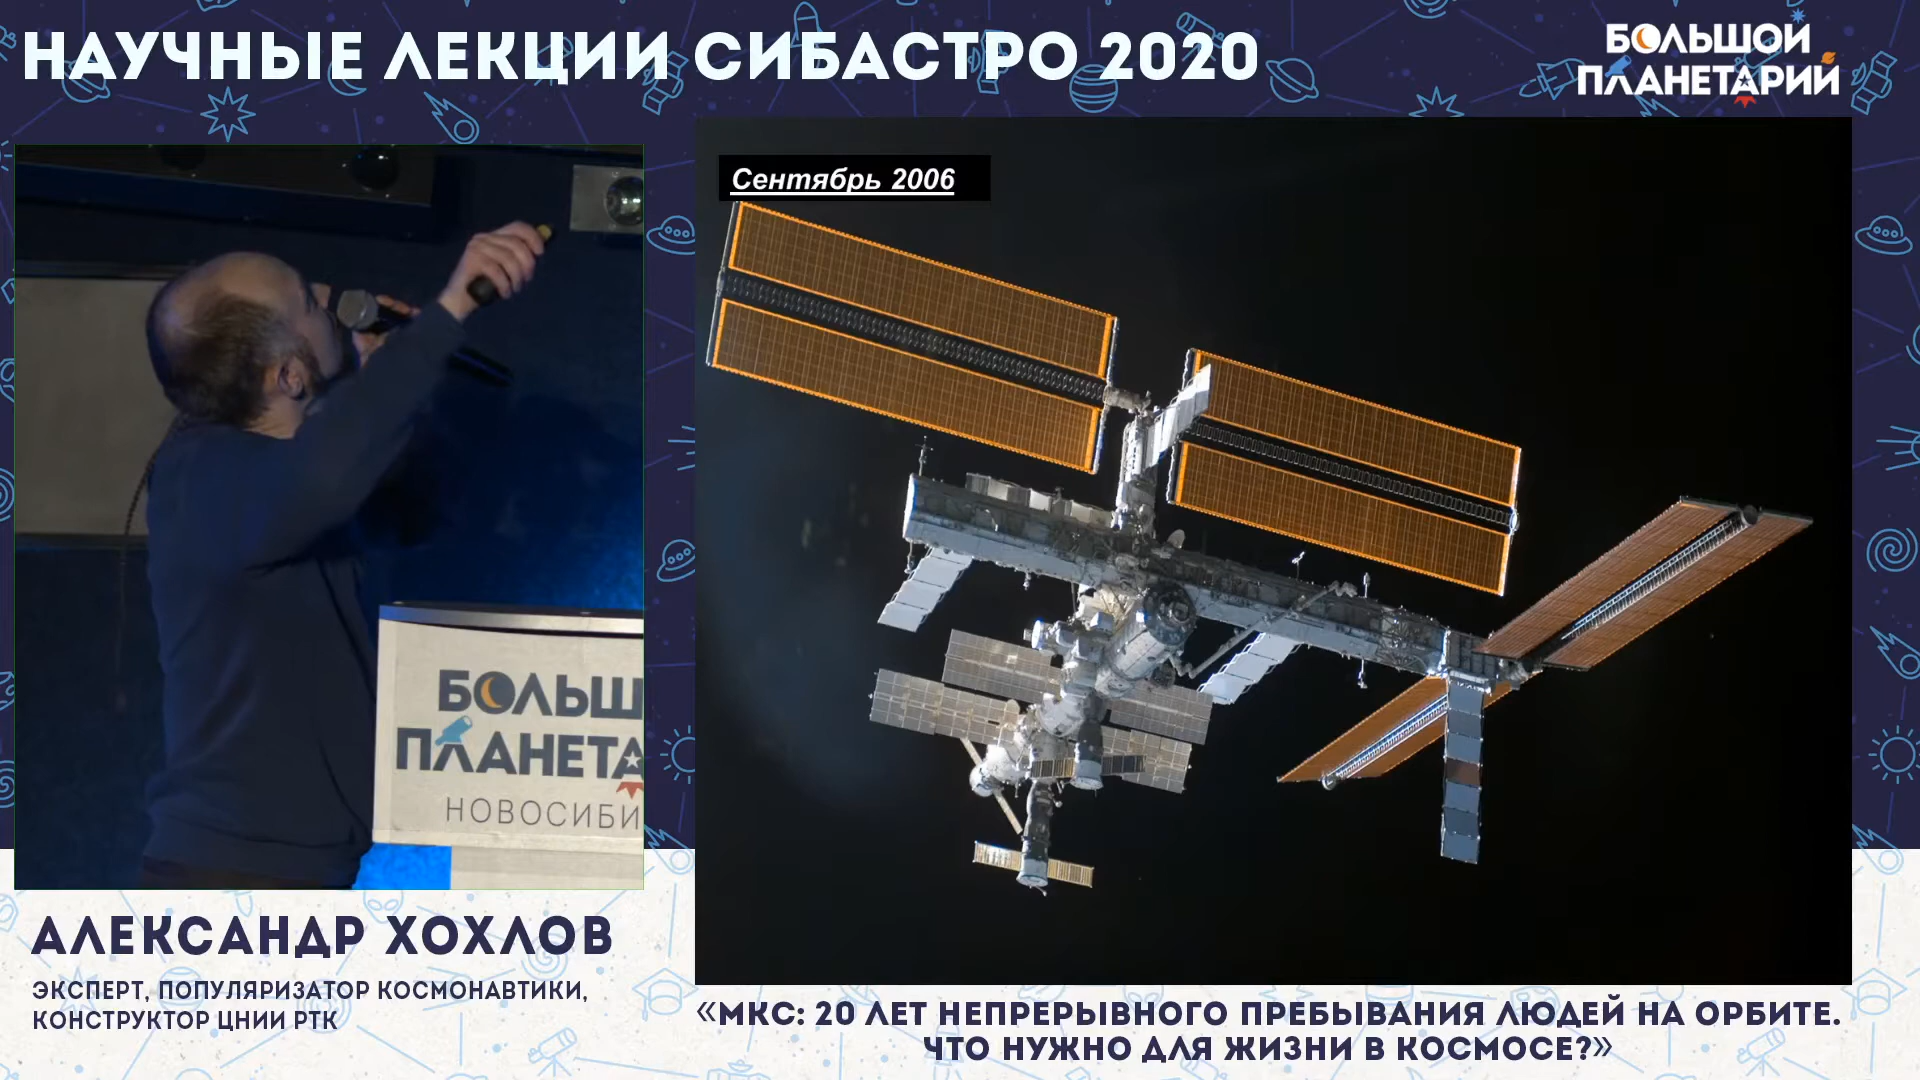 НАУЧНЫЕ ЛЕКЦИИ СИБАСТРО 2020
БОЛЬШОЙ
ПЛАНЕТАРИЙ
Сентябрь 2006
БОЛЬШ
ПЛАНЕТА
НОВОСИБИ
АЛЕКСАНДР ХОХЛОВ
ЭКСПЕРТ, ПОПУЛЯРИЗАТОР КОСМОНАВТИКИ,
КОНСТРУКТОР ЦНИИ РТК
«МКС: 20 ЛЕТ НЕПРЕРЫВНОГО ПРЕБЫВАНИЯ ЛЮДЕЙ НА ОРБИТЕ.
ЧТО НУЖНО ДЛЯ ЖИЗНИ В КОСМОСЕ?»